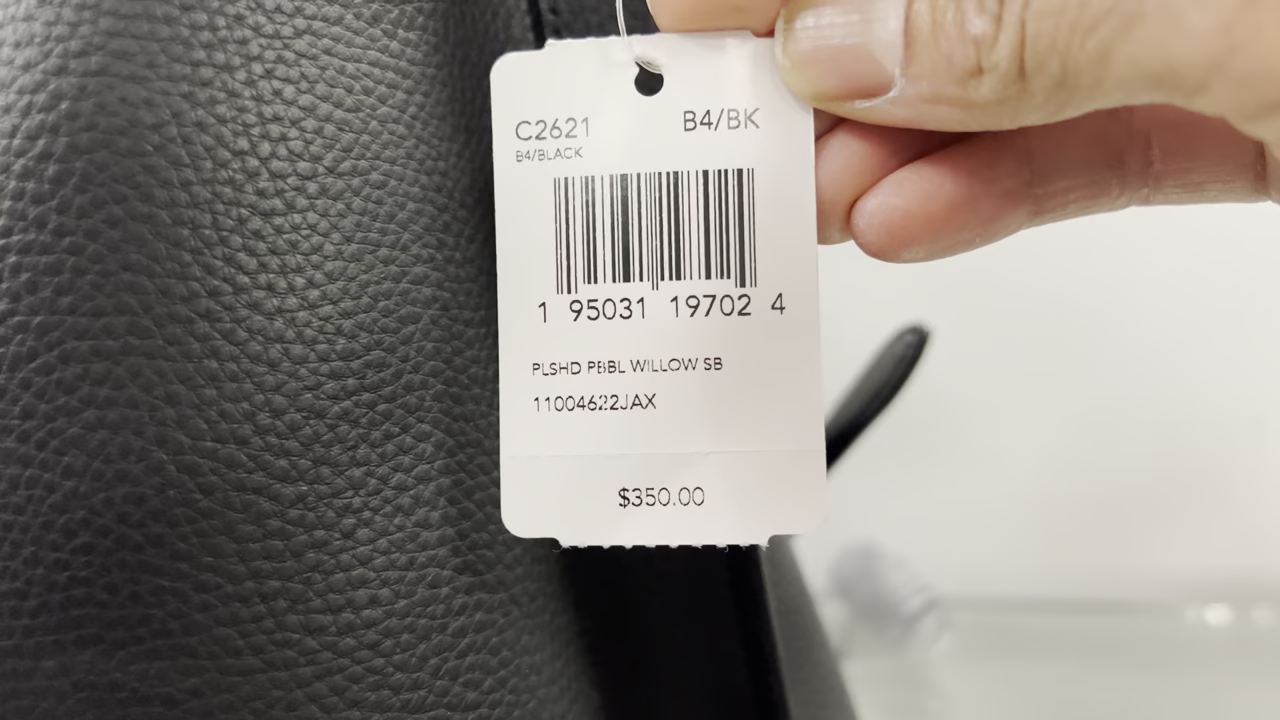 C2621 B4/BK
B4/BLACK
1 95031 19702 4
PLSHD PBBL WILLOW SB
11004622JAX
$350.00